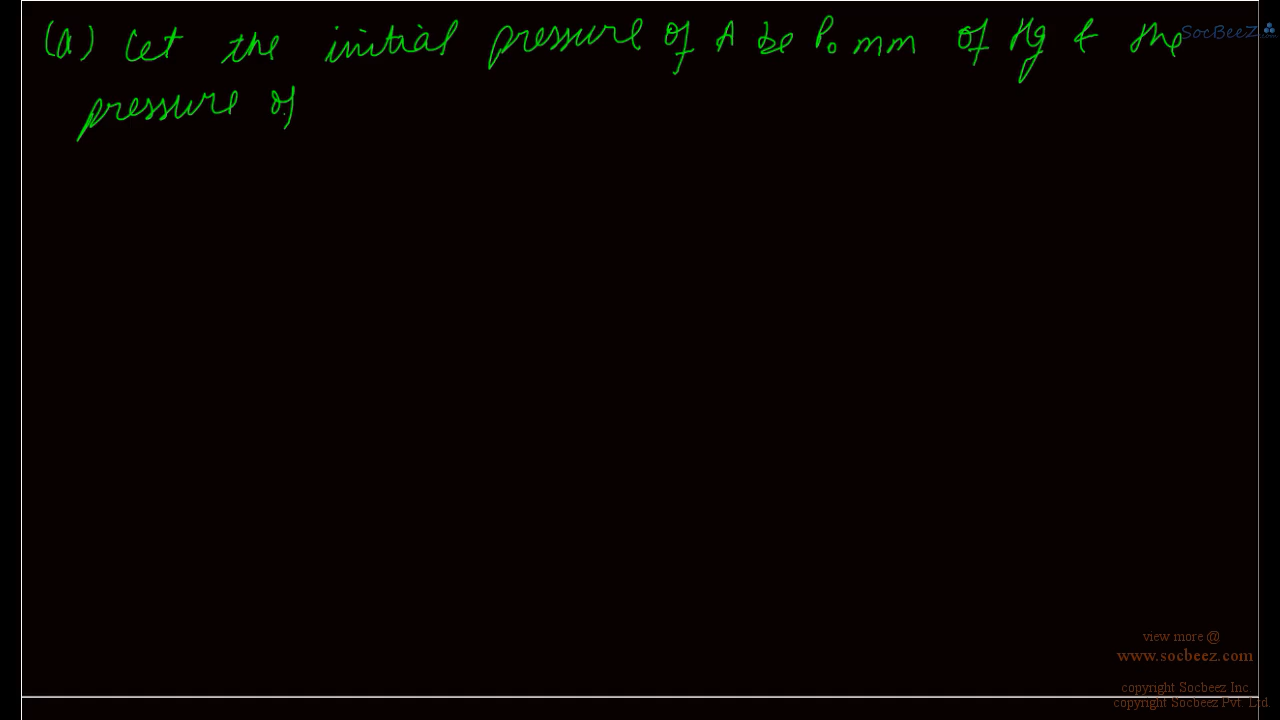 (a) Let the initial pressure of A be P₀ mm of Hg & the
SocBeeZ.com
pressure of
view more @
www.socbeez.com
copyright Socbeez Inc.
copyright Socbeez Pvt. Ltd.